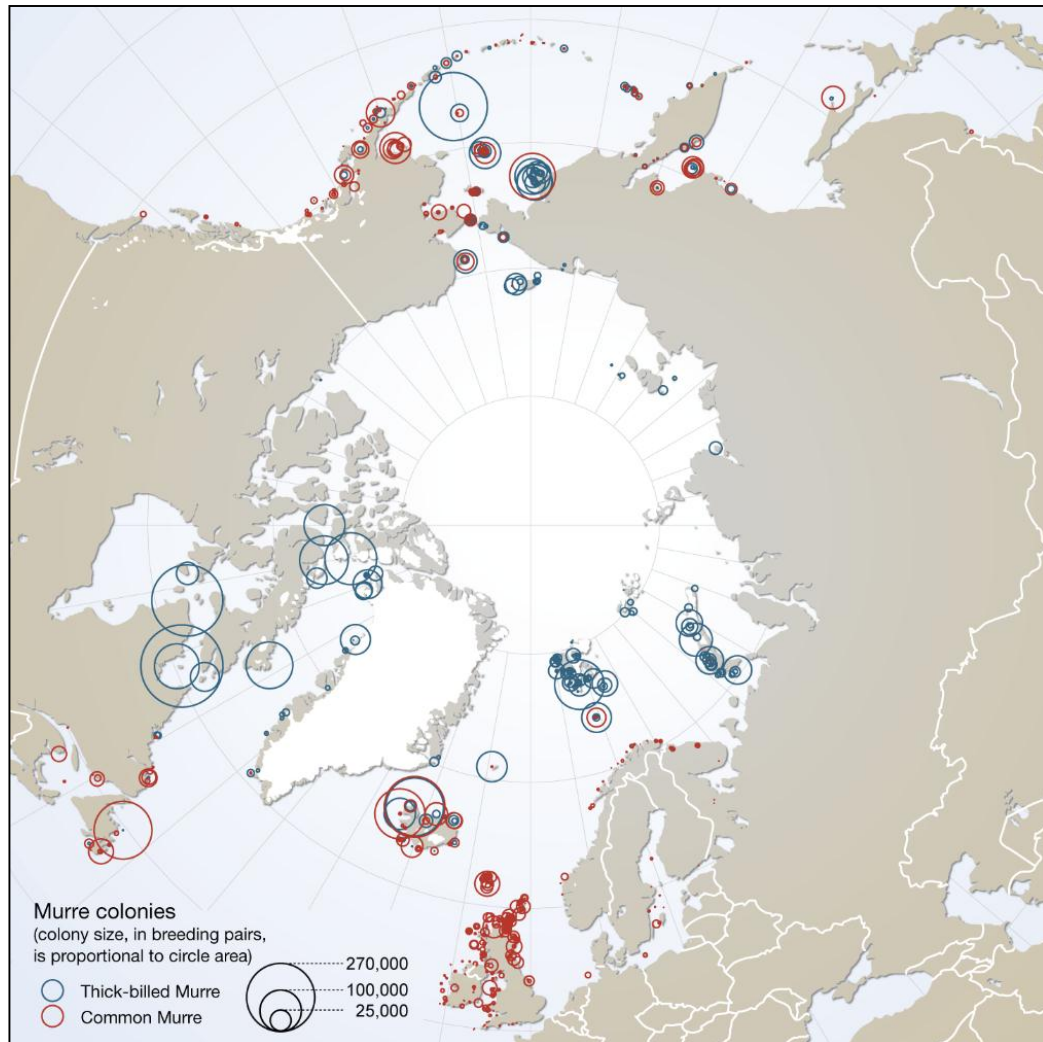 Murre colonies
(colony size, in breeding pairs,
is proportional to circle area)
270,000
100,000
25,000
Thick-billed Murre
Common Murre